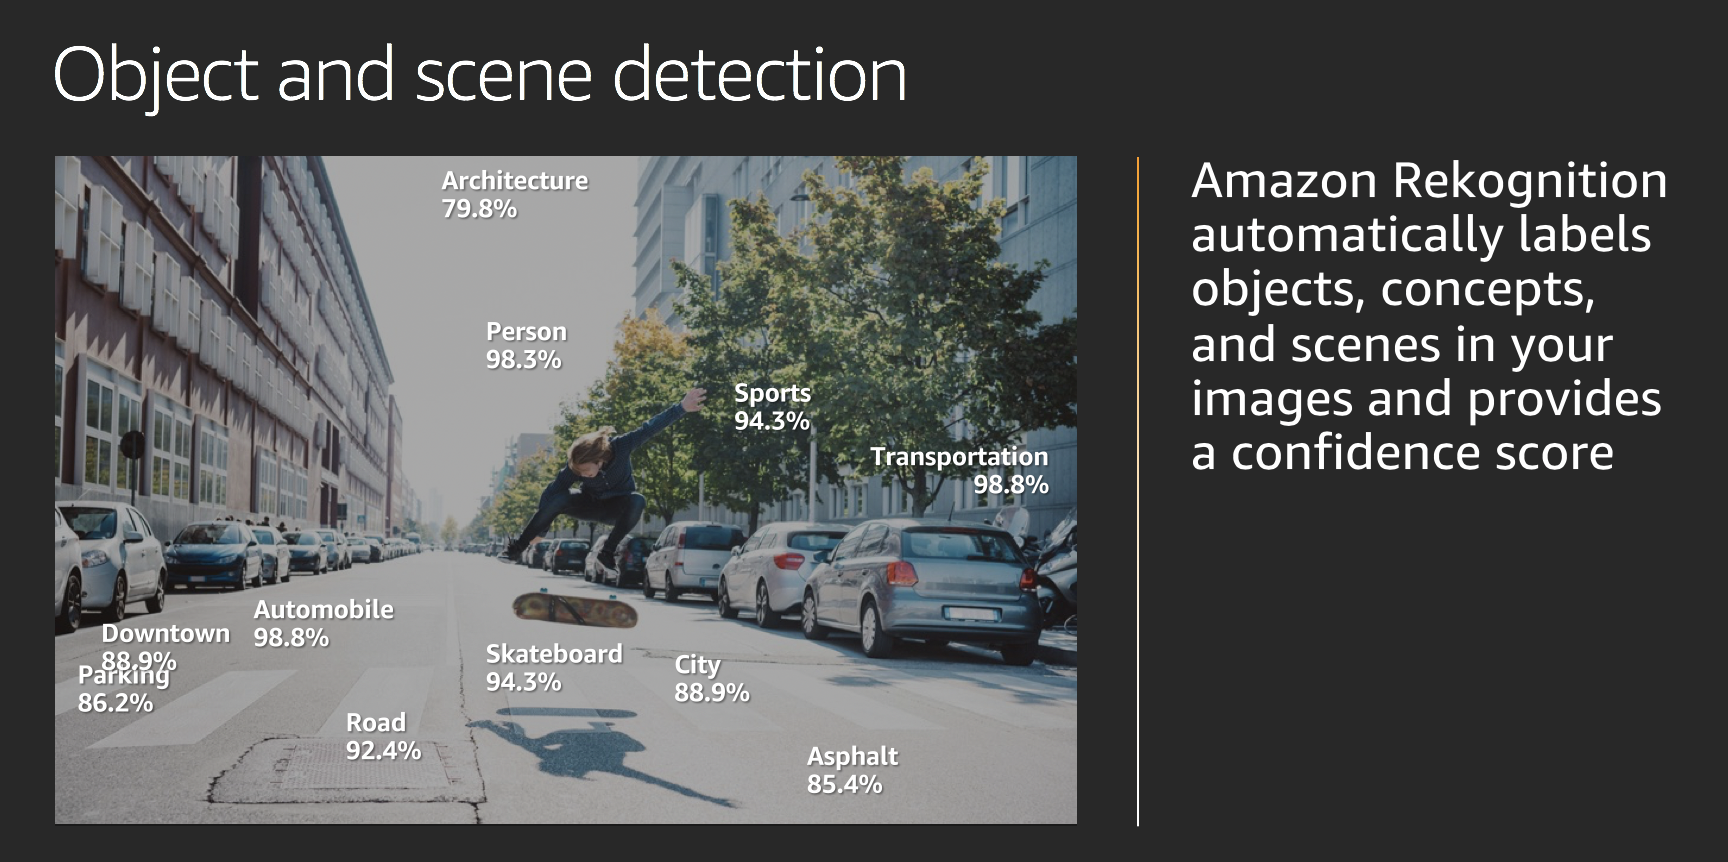 Object and scene detection
Architecture
79.8%
Person
98.3%
Sports
94.3%
Transportation
98.8%
Automobile
98.8%
Downtown
88.9%
Parking
86.2%
Skateboard
94.3%
City
88.9%
Road
92.4%
Asphalt
85.4%
Amazon Rekognition
automatically labels
objects, concepts,
and scenes in your
images and provides
a confidence score